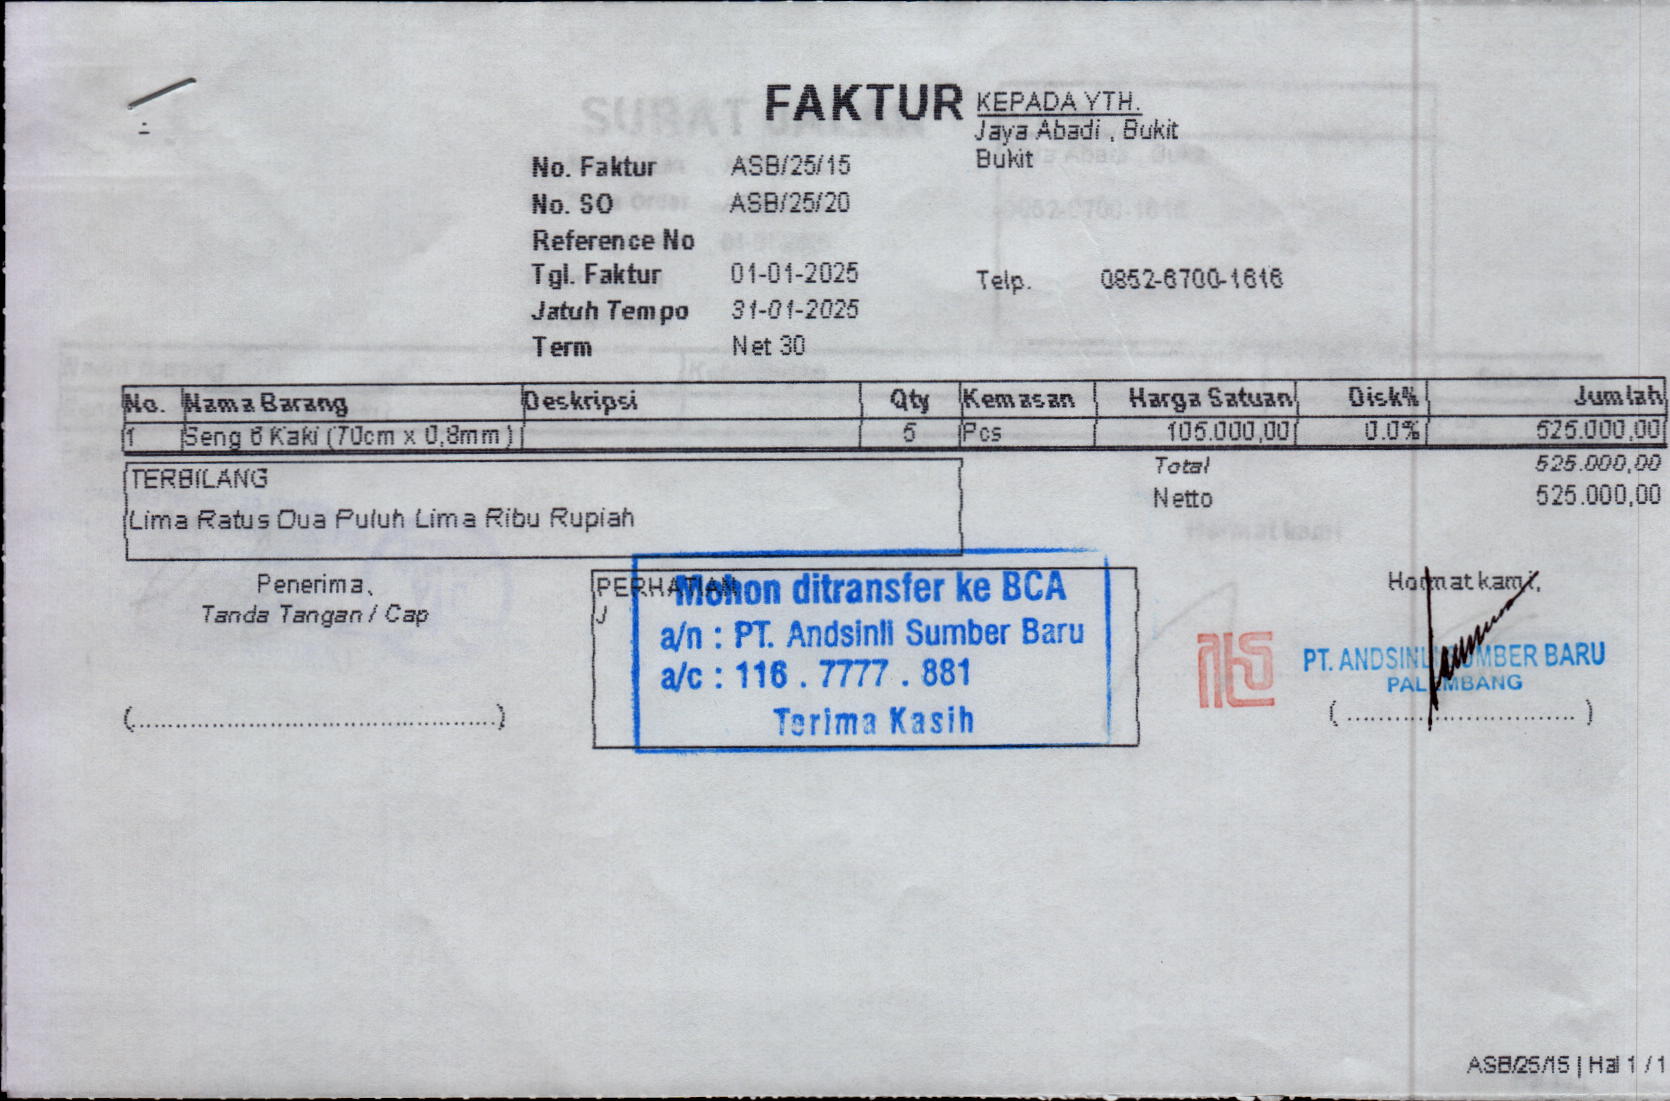 FAKTUR
KEPADA YTH.
Jaya Abadi , Bukit
Bukit
No. Faktur ASB/25/15
No. SO ASB/25/20
Reference No
Tgl. Faktur 01-01-2025
Telp. 0852-6700-1616
Jatuh Tempo 31-01-2025
Term Net 30
No. Nama Barang Deskripsi Qty Kemasan Harga Satuan Disk% Jumlah
1 Seng 6 Kaki (70cm x 0,8mm) 5 Pcs 105.000,00 0.0% 525.000,00
Total 525.000,00
Netto 525.000,00
TERBILANG
Lima Ratus Dua Puluh Lima Ribu Rupiah
Penerima,
Tanda Tangan / Cap
(............................................)
PERHATIAN
Mohon ditransfer ke BCA
a/n : PT. Andsinli Sumber Baru
a/c : 116 . 7777 . 881
Terima Kasih
Hormat kami,
PT. ANDSINLI SUMBER BARU
PALEMBANG
(............................)
ASB/25/15 | Hal 1 / 1